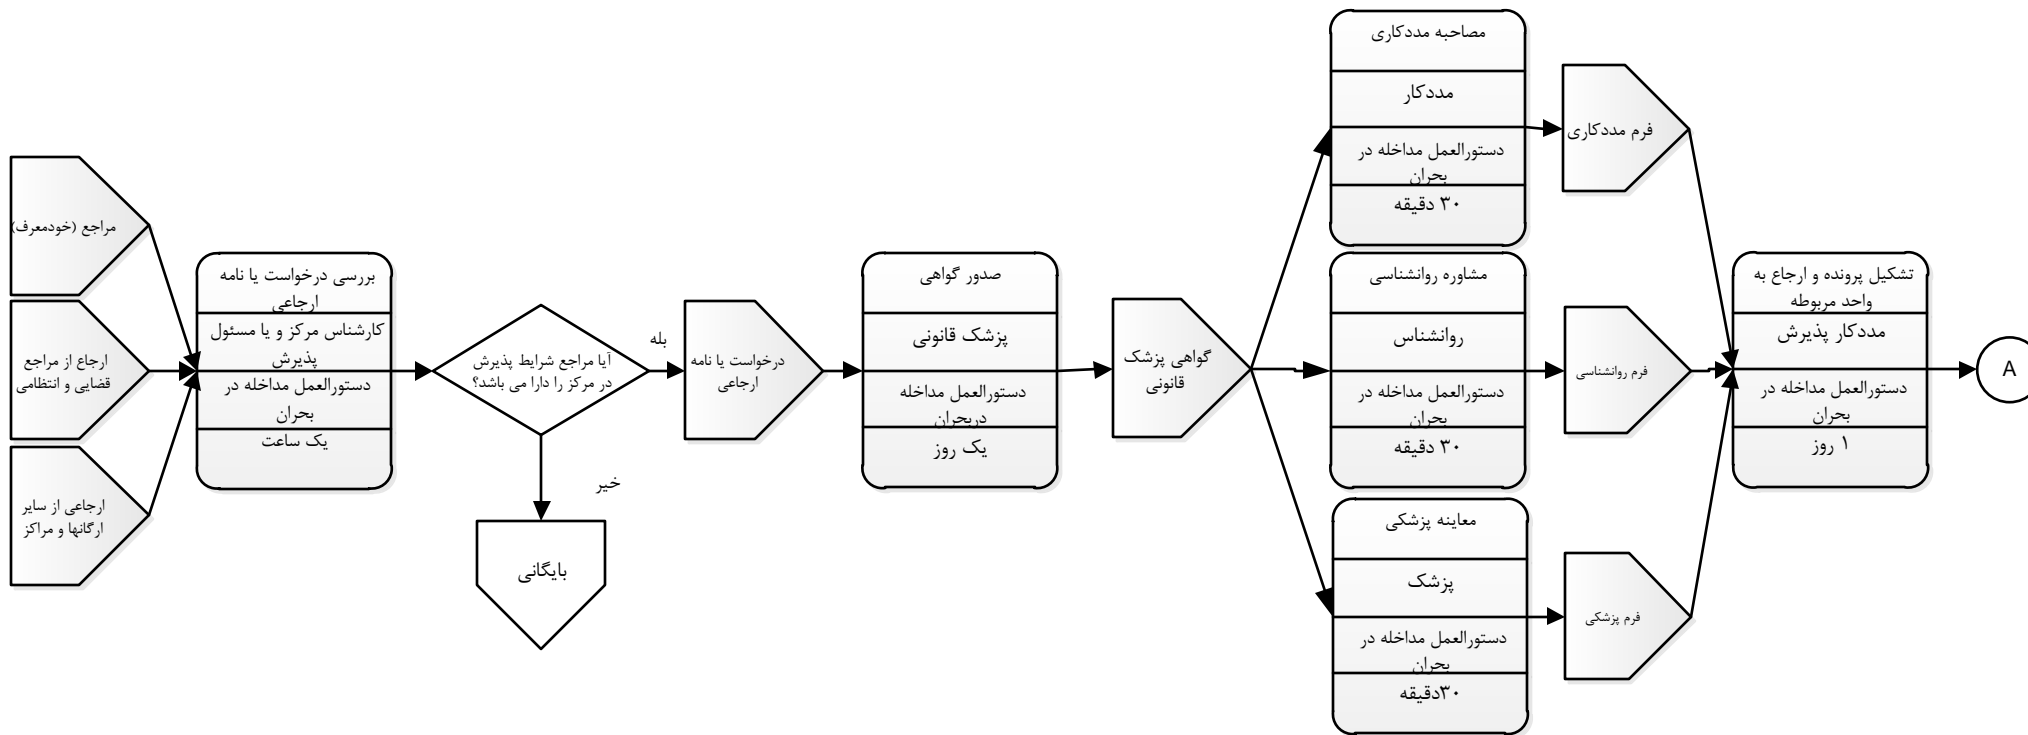 مراجع (خودمعرف)
ارجاع از مراجع
قضایی و انتظامی
ارجاعی از سایر
ارگانها و مراکز
بررسی درخواست یا نامه
ارجاعی
کارشناس مرکز و یا مسئول
پذیرش
دستورالعمل مداخله در
بحران
یک ساعت
آیا مراجع شرایط پذیرش
در مرکز را دارا می باشد؟
بله
خیر
بایگانی
درخواست یا نامه
ارجاعی
صدور گواهی
پزشک قانونی
دستورالعمل مداخله
دربحران
یک روز
گواهی پزشک
قانونی
مصاحبه مددکاری
مددکار
دستورالعمل مداخله در
بحران
۳۰ دقیقه
فرم مددکاری
مشاوره روانشناسی
روانشناس
دستورالعمل مداخله در
بحران
۳۰ دقیقه
فرم روانشناسی
معاینه پزشکی
پزشک
دستورالعمل مداخله در
بحران
۳۰دقیقه
فرم پزشکی
تشکیل پرونده و ارجاع به
واحد مربوطه
مددکار پذیرش
دستورالعمل مداخله در
بحران
۱ روز
A